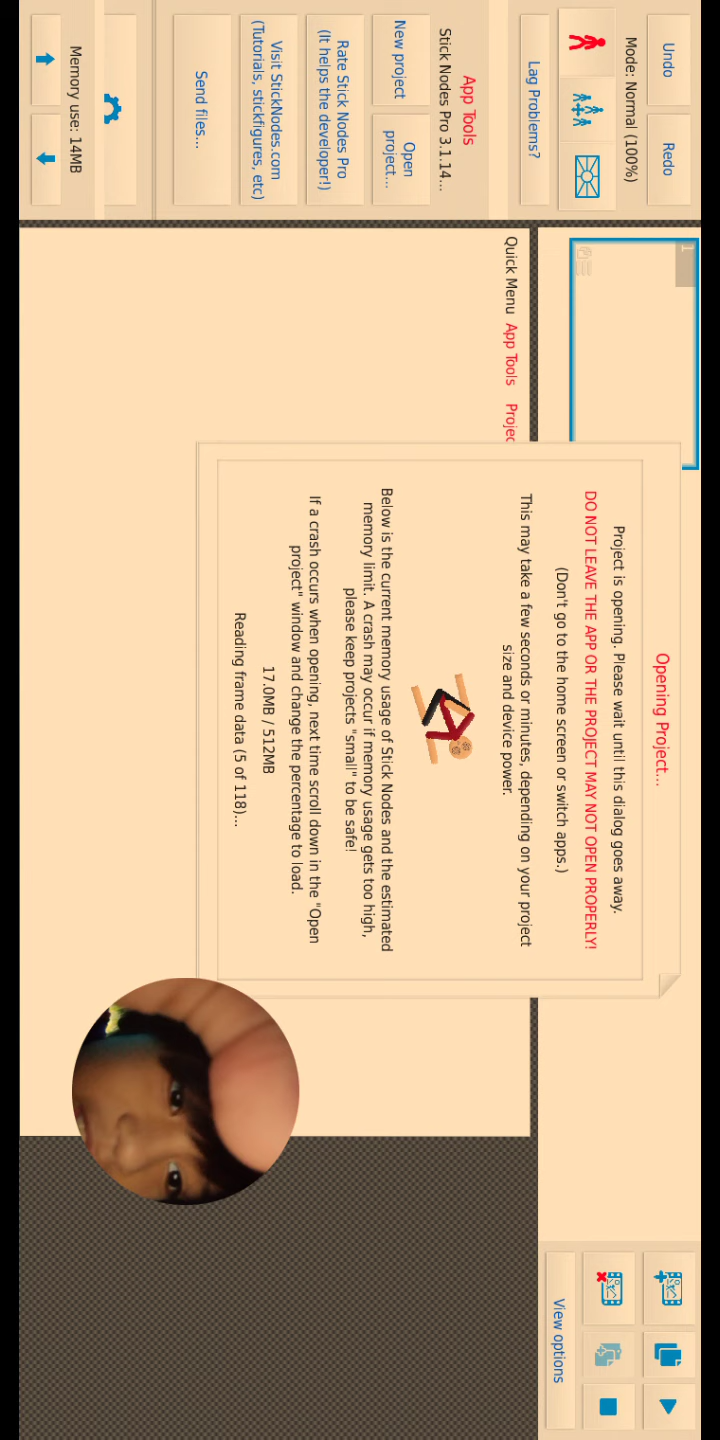 Undo
Redo
Mode: Normal (100%)
Lag Problems?
App Tools
Stick Nodes Pro 3.1.14...
New project
Open
project...
Rate Stick Nodes Pro
(It helps the developer!)
Visit StickNodes.com
(Tutorials, stickfigures, etc)
Send files...
Memory use: 14MB
1
Quick Menu
App Tools
Projec
Opening Project...
Project is opening. Please wait until this dialog goes away.
DO NOT LEAVE THE APP OR THE PROJECT MAY NOT OPEN PROPERLY!
(Don't go to the home screen or switch apps.)
This may take a few seconds or minutes, depending on your project
size and device power.
Below is the current memory usage of Stick Nodes and the estimated
memory limit. A crash may occur if memory usage gets too high,
please keep projects "small" to be safe!
If a crash occurs when opening, next time scroll down in the "Open
project" window and change the percentage to load.
17.0MB / 512MB
Reading frame data (5 of 118)...
View options